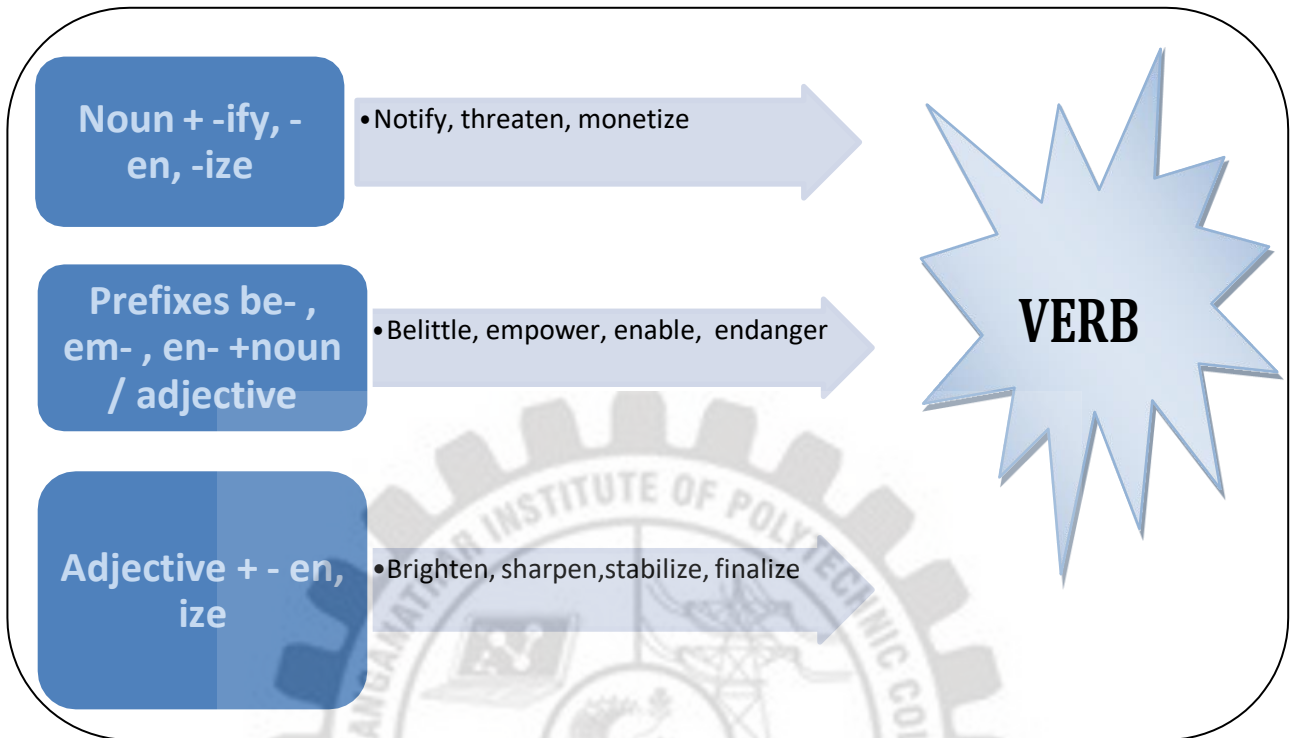 Noun + -ify, -
en, -ize
•Notify, threaten, monetize
Prefixes be- ,
em- , en- +noun
/ adjective
•Belittle, empower, enable, endanger
VERB
Adjective + - en,
ize
•Brighten, sharpen,stabilize, finalize
INSTITUTE OF POLYTECHNIC